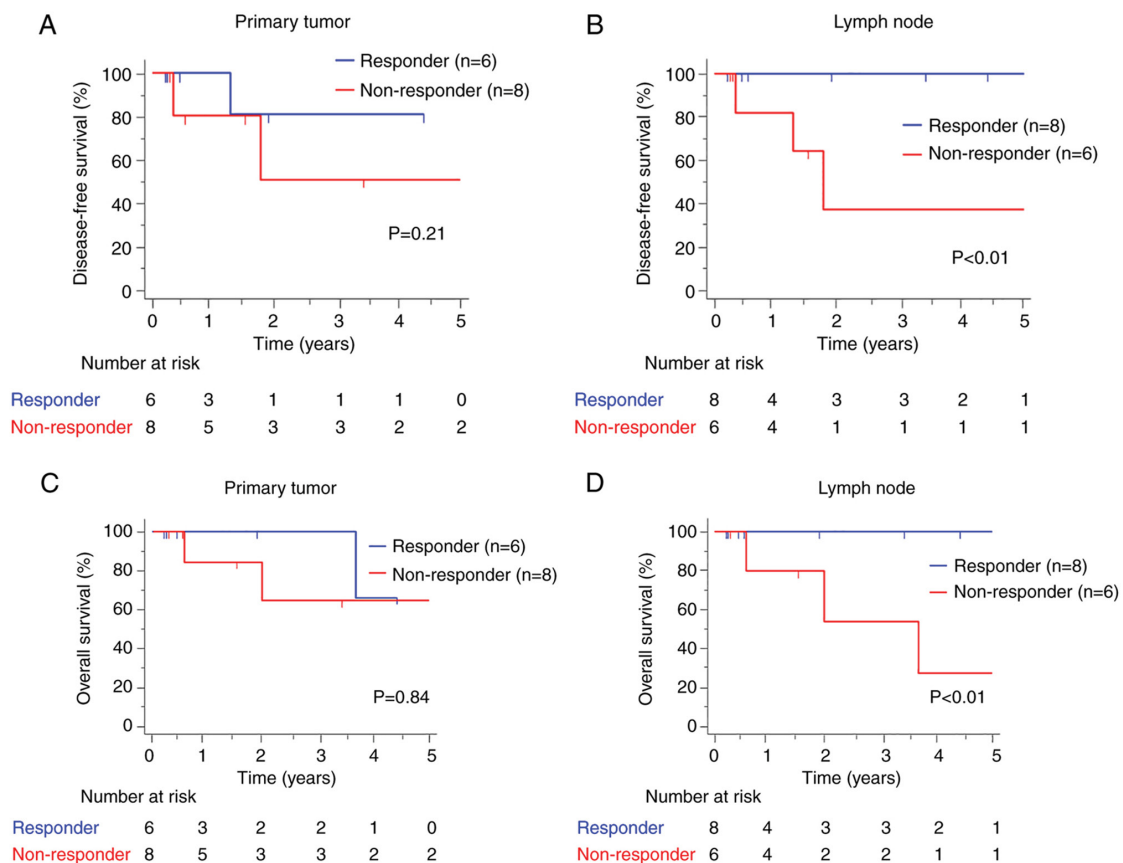 A
Primary tumor
Responder (n=6)
Non-responder (n=8)
Disease-free survival (%)
100
80
60
40
20
0
P=0.21
0 1 2 3 4 5
Time (years)
Number at risk
Responder 6 3 1 1 1 0
Non-responder 8 5 3 3 2 2
B
Lymph node
Responder (n=8)
Non-responder (n=6)
Disease-free survival (%)
100
80
60
40
20
0
P<0.01
0 1 2 3 4 5
Time (years)
Number at risk
Responder 8 4 3 3 2 1
Non-responder 6 4 1 1 1 1
C
Primary tumor
Responder (n=6)
Non-responder (n=8)
Overall survival (%)
100
80
60
40
20
0
P=0.84
0 1 2 3 4 5
Time (years)
Number at risk
Responder 6 3 2 2 1 0
Non-responder 8 5 3 3 2 2
D
Lymph node
Responder (n=8)
Non-responder (n=6)
Overall survival (%)
100
80
60
40
20
0
P<0.01
0 1 2 3 4 5
Time (years)
Number at risk
Responder 8 4 3 3 2 1
Non-responder 6 4 2 2 1 1